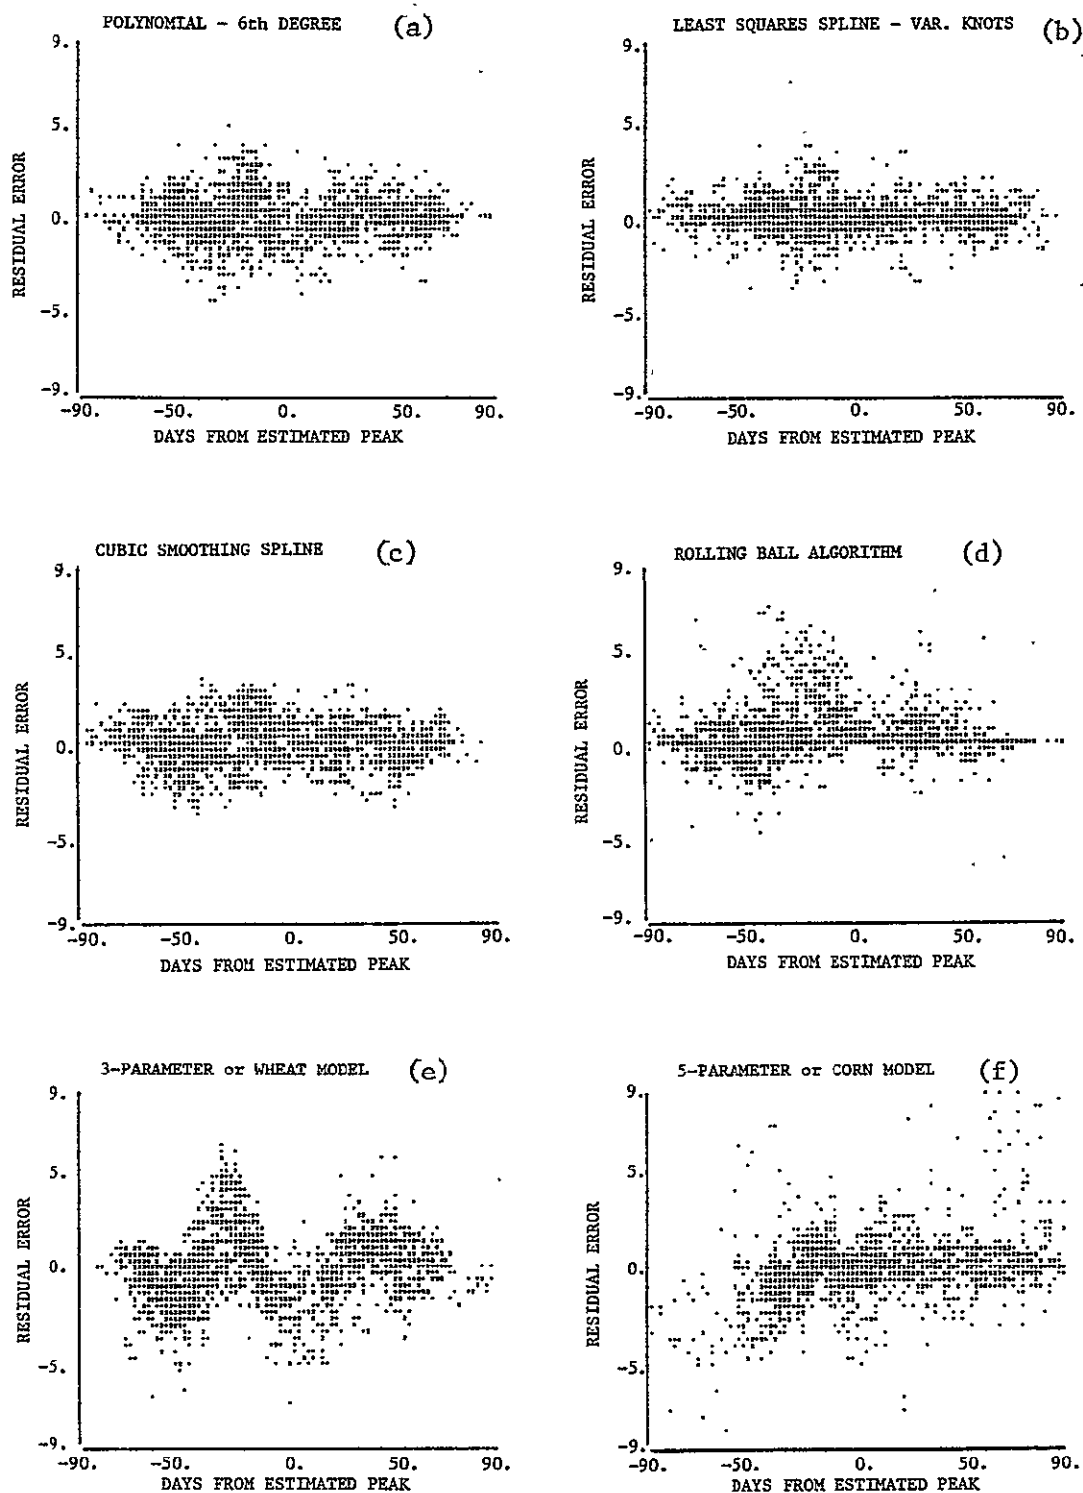 POLYNOMIAL - 6th DEGREE (a)
9.
5.
0.
-5.
-9.
RESIDUAL ERROR
-90. -50. 0. 50. 90.
DAYS FROM ESTIMATED PEAK
LEAST SQUARES SPLINE - VAR. KNOTS (b)
9.
5.
0.
-5.
-9.
RESIDUAL ERROR
-90. -50. 0. 50. 90.
DAYS FROM ESTIMATED PEAK
CUBIC SMOOTHING SPLINE (c)
9.
5.
0.
-5.
-9.
RESIDUAL ERROR
-90. -50. 0. 50. 90.
DAYS FROM ESTIMATED PEAK
ROLLING BALL ALGORITHM (d)
9.
5.
0.
-5.
-9.
RESIDUAL ERROR
-90. -50. 0. 50. 90.
DAYS FROM ESTIMATED PEAK
3-PARAMETER or WHEAT MODEL (e)
9.
5.
0.
-5.
-9.
RESIDUAL ERROR
-90. -50. 0. 50. 90.
DAYS FROM ESTIMATED PEAK
5-PARAMETER or CORN MODEL (f)
9.
5.
0.
-5.
-9.
RESIDUAL ERROR
-90. -50. 0. 50. 90.
DAYS FROM ESTIMATED PEAK